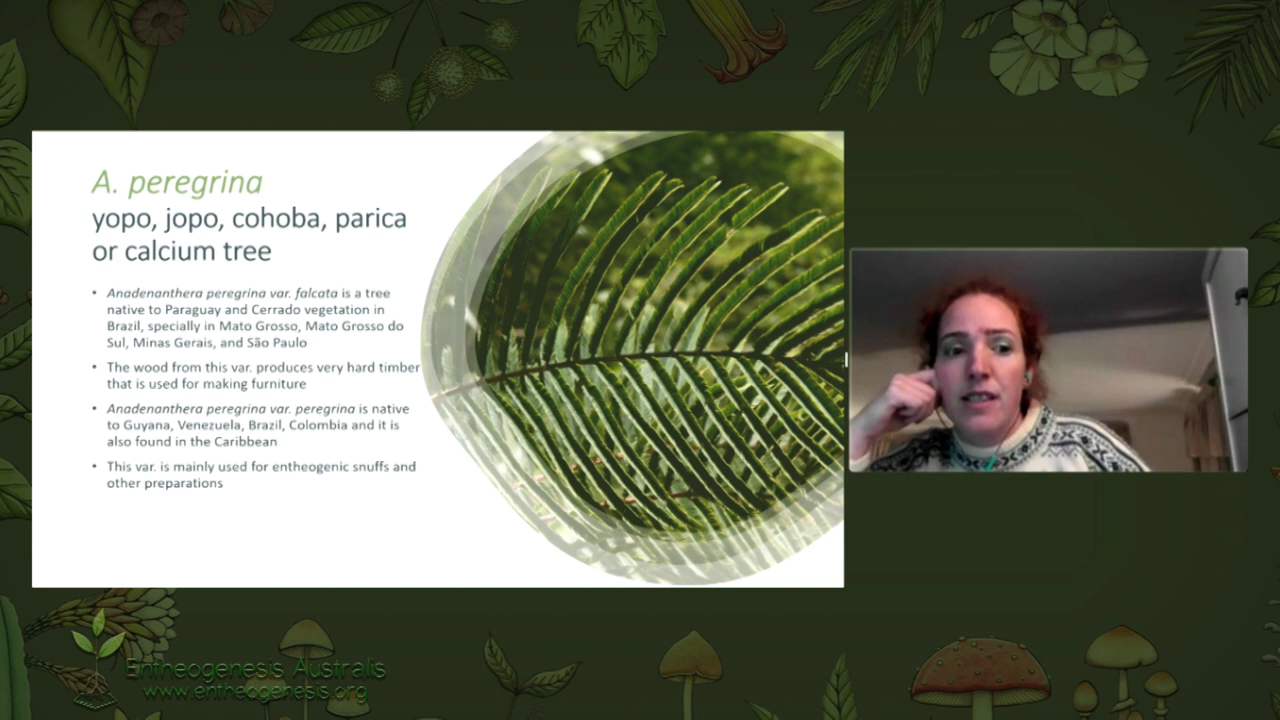 A. peregrina
yopo, jopo, cohoba, parica
or calcium tree
• Anadenanthera peregrina var. falcata is a tree
native to Paraguay and Cerrado vegetation in
Brazil, specially in Mato Grosso, Mato Grosso do
Sul, Minas Gerais, and São Paulo
• The wood from this var. produces very hard timber
that is used for making furniture
• Anadenanthera peregrina var. peregrina is native
to Guyana, Venezuela, Brazil, Colombia and it is
also found in the Caribbean
• This var. is mainly used for entheogenic snuffs and
other preparations
Entheogenesis Australis
www.entheogenesis.org